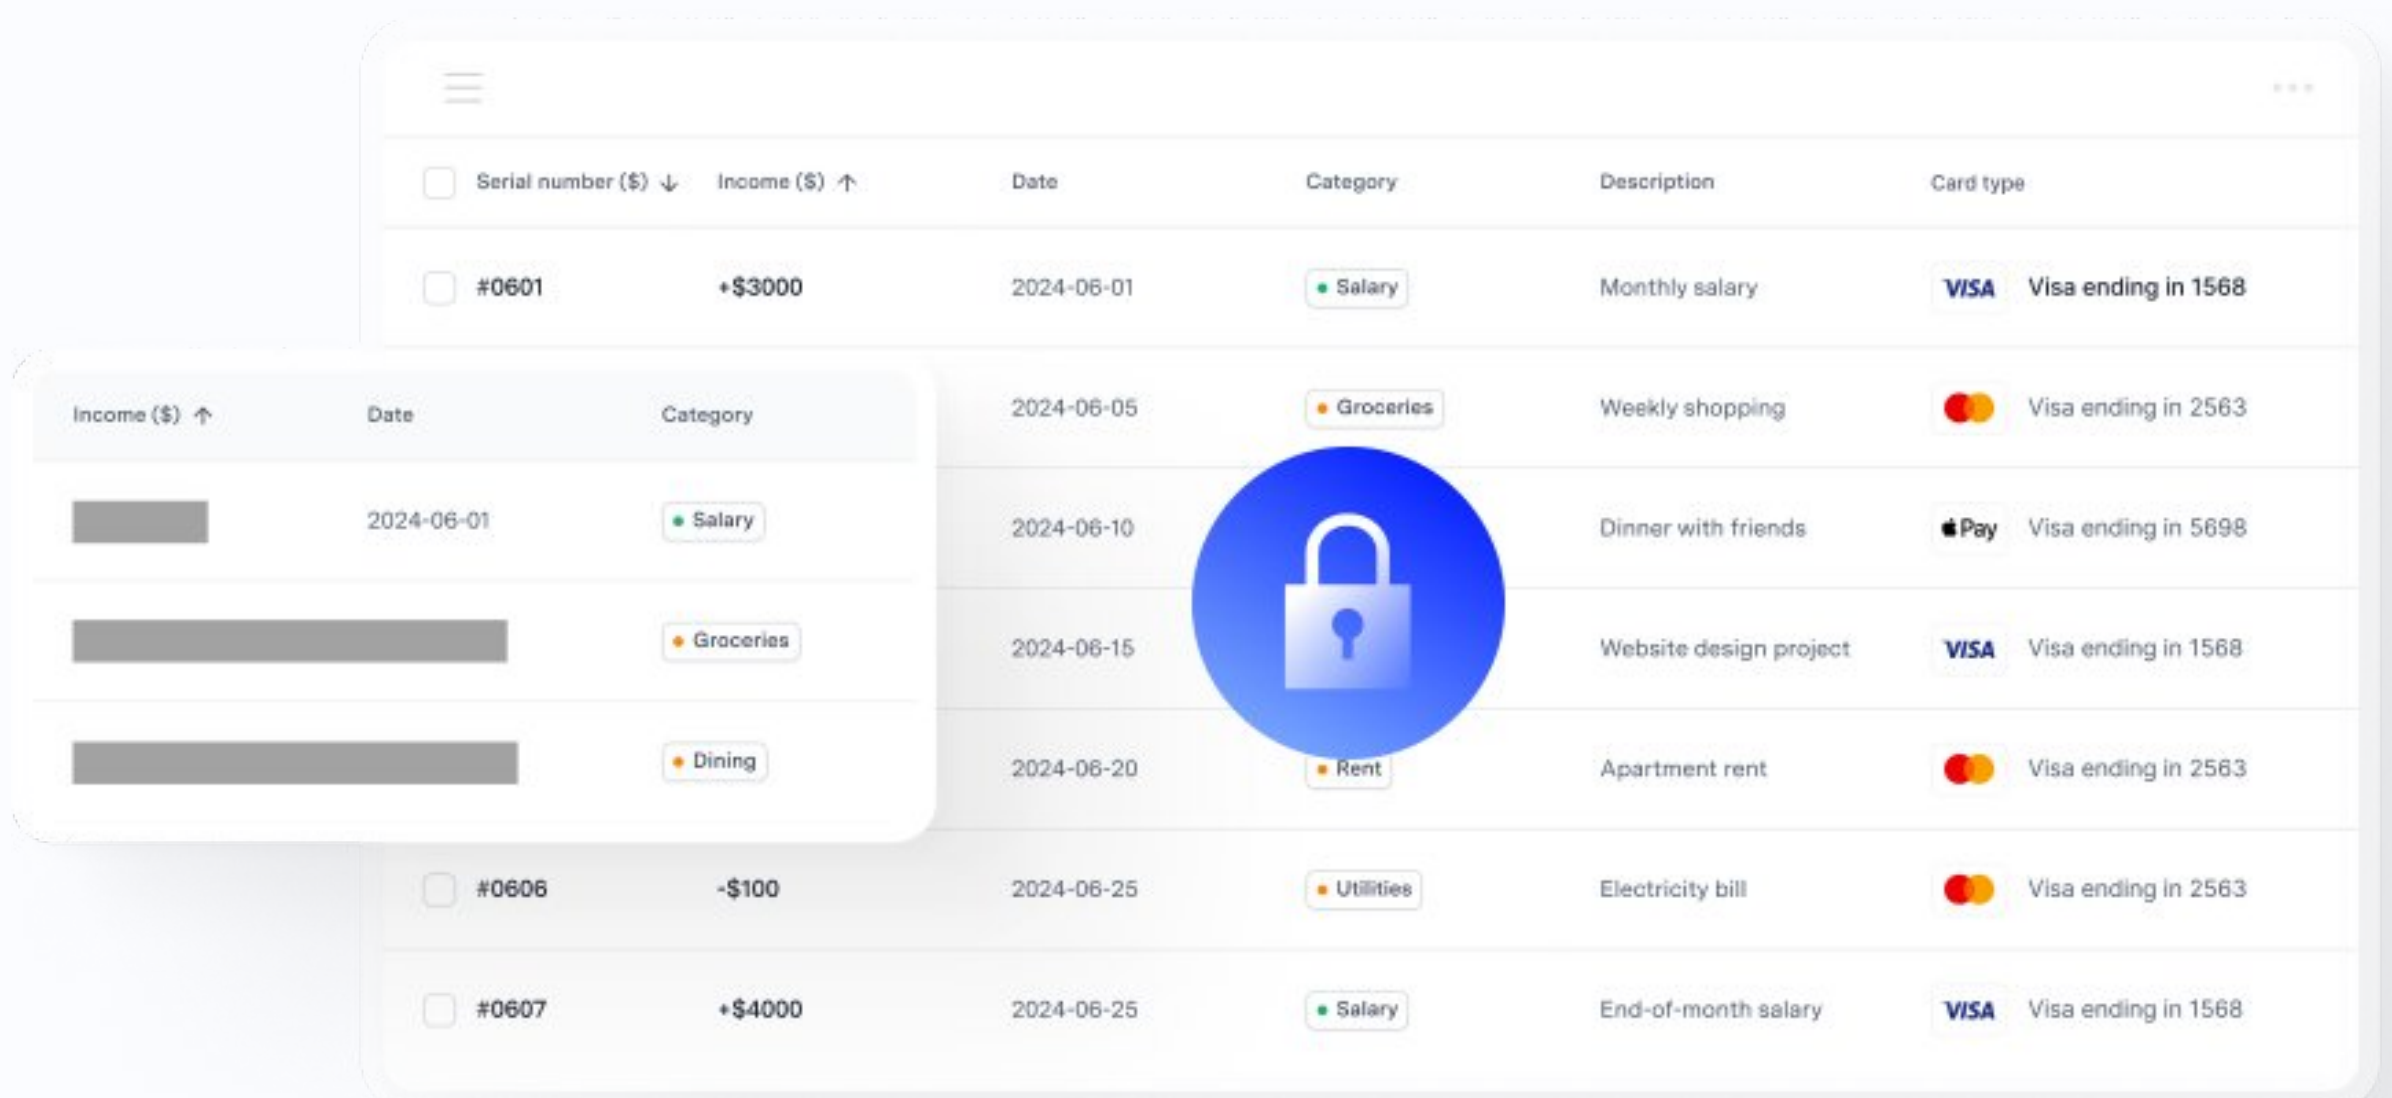 Serial number ($) ↓ Income ($) ↑ Date Category Description Card type
#0601 +$3000 2024-06-01 Salary Monthly salary VISA Visa ending in 1568
2024-06-05 Groceries Weekly shopping Visa ending in 2563
2024-06-10 Dinner with friends Pay Visa ending in 5698
2024-06-15 Website design project VISA Visa ending in 1568
2024-06-20 Rent Apartment rent Visa ending in 2563
#0606 -$100 2024-06-25 Utilities Electricity bill Visa ending in 2563
#0607 +$4000 2024-06-25 Salary End-of-month salary VISA Visa ending in 1568
Income ($) ↑ Date Category
2024-06-01 Salary
Groceries
Dining